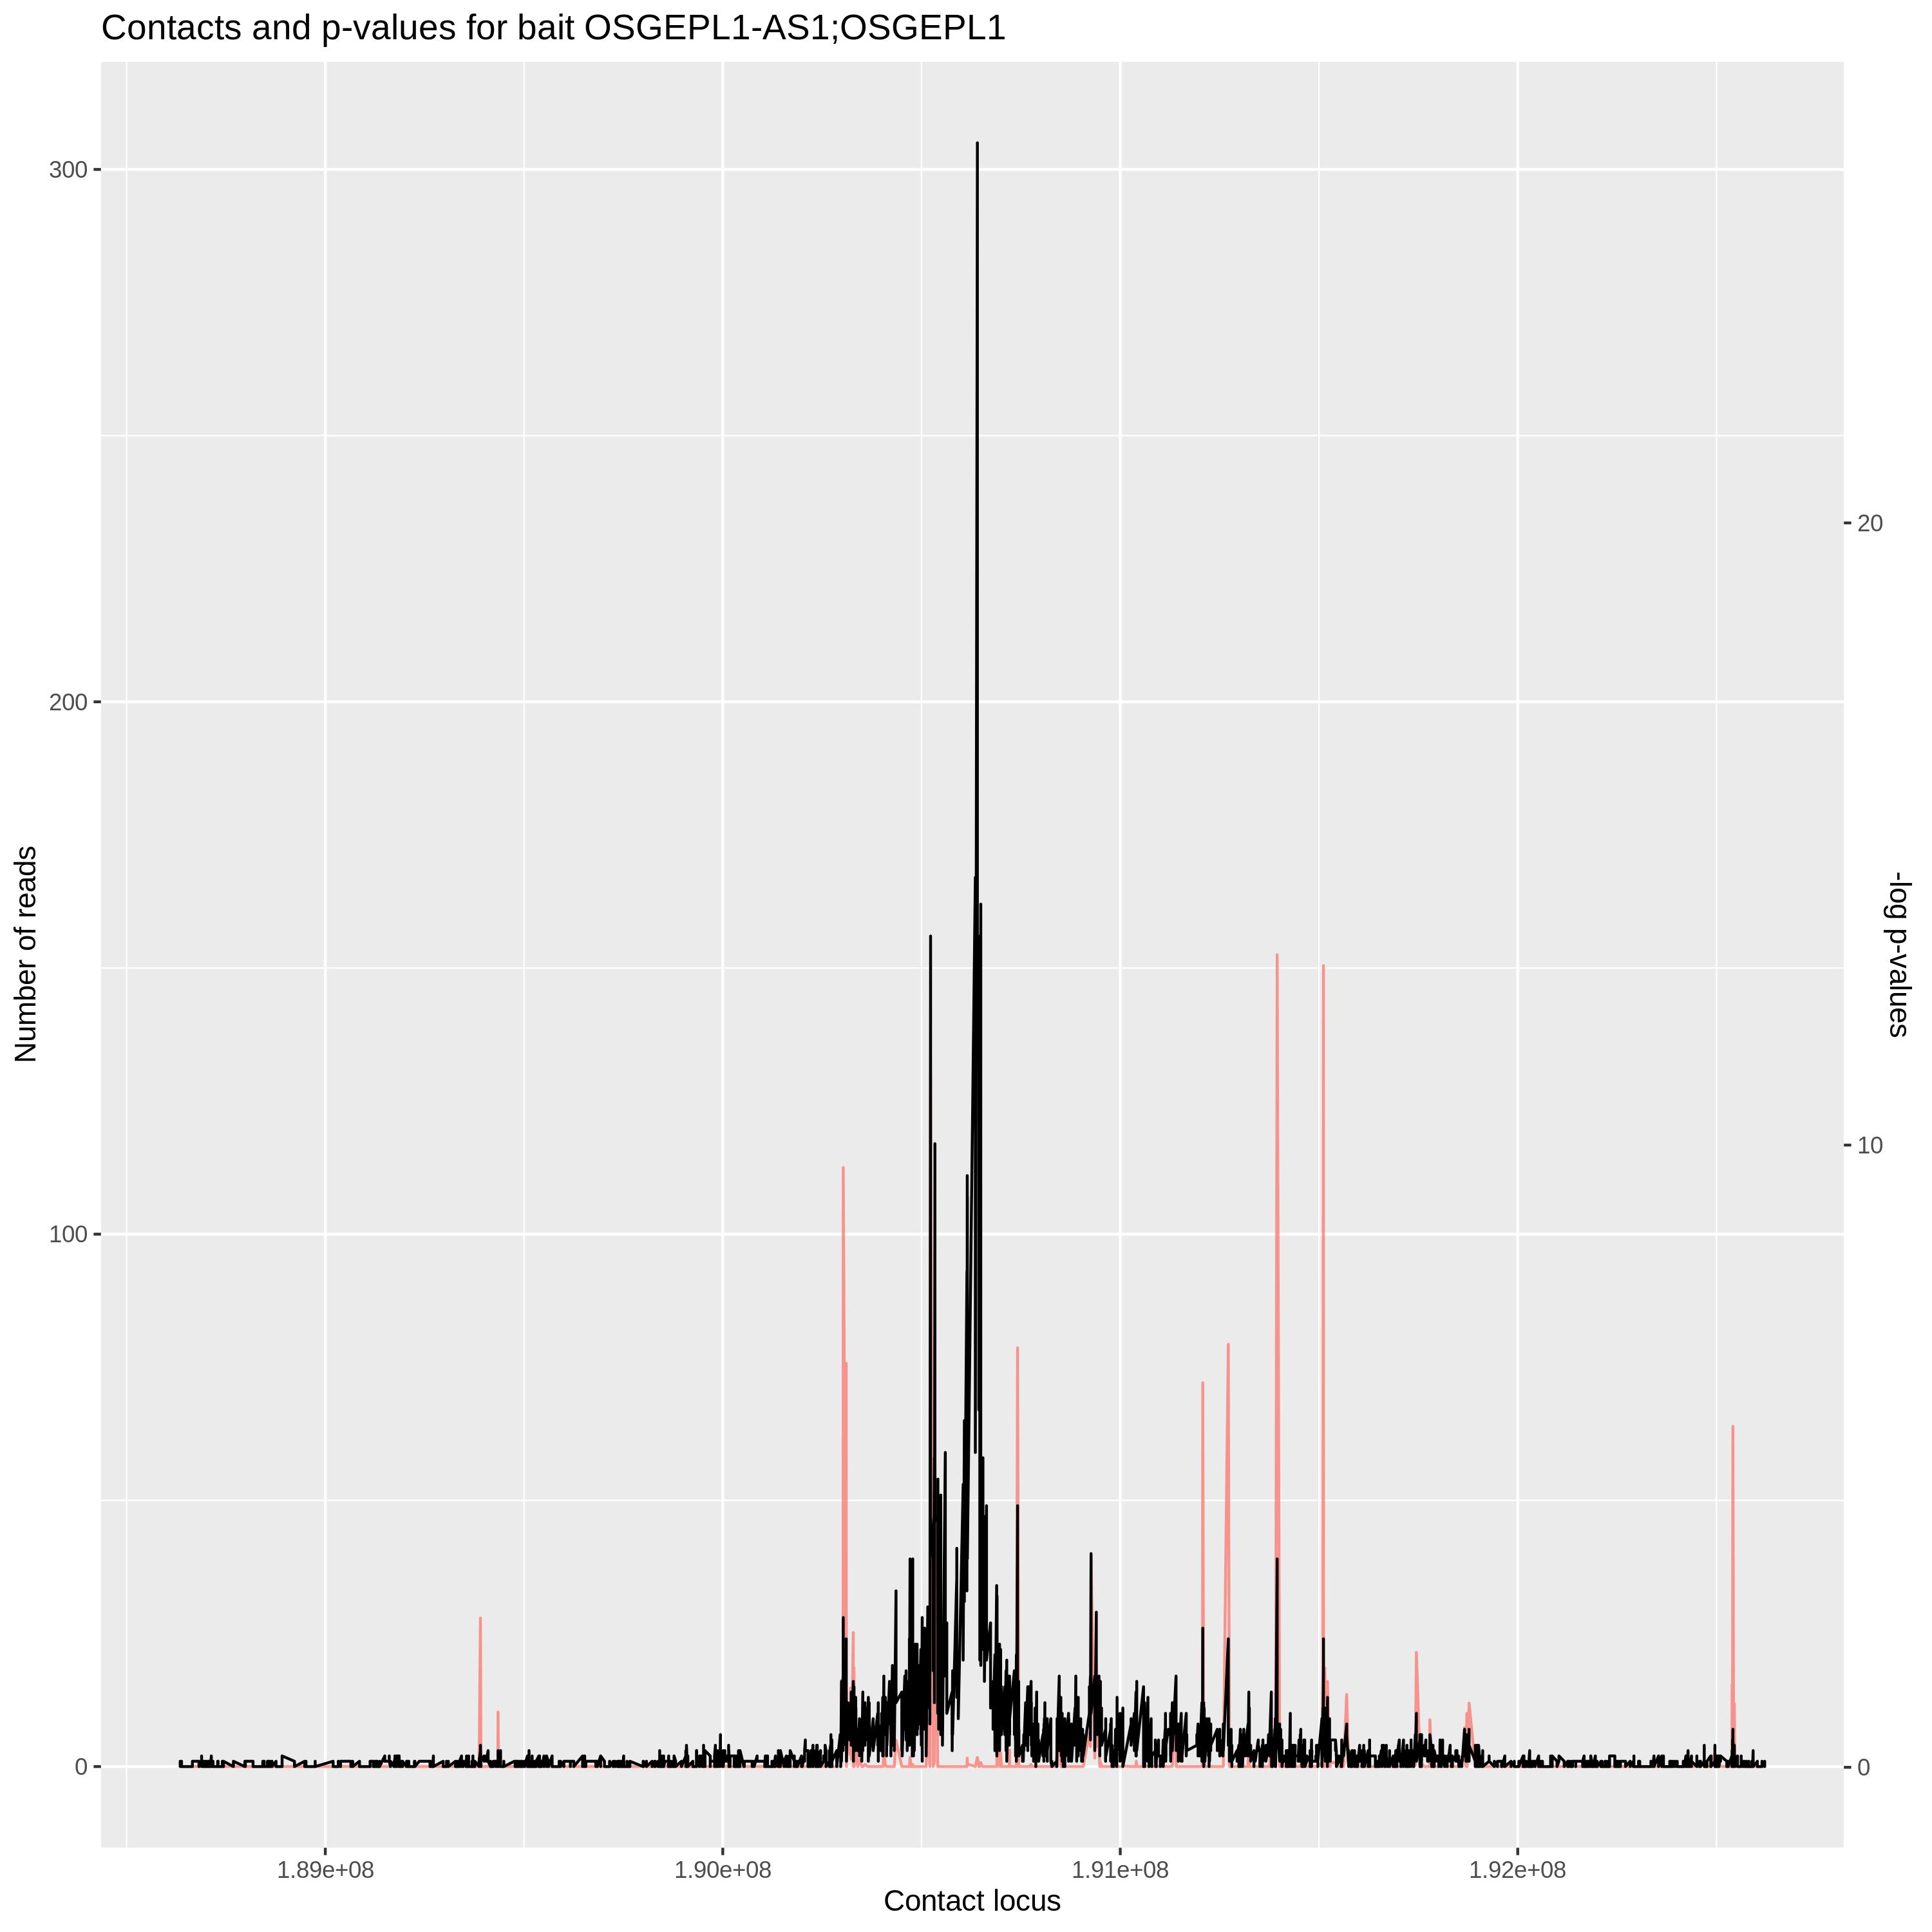 Contacts and p-values for bait OSGEPL1-AS1;OSGEPL1
300
200
100
0
Number of reads
20
10
0
-log p-values
1.89e+08
1.90e+08
1.91e+08
1.92e+08
Contact locus